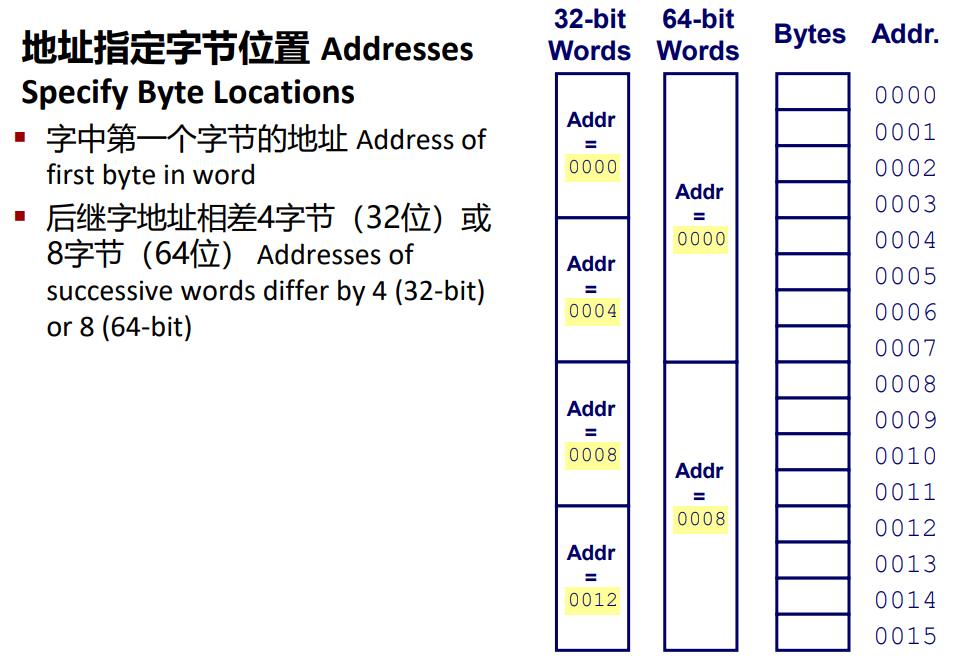 地址指定字节位置 Addresses
Specify Byte Locations
▪ 字中第一个字节的地址 Address of
first byte in word
▪ 后继字地址相差4字节（32位）或
8字节（64位） Addresses of
successive words differ by 4 (32-bit)
or 8 (64-bit)
32-bit
Words
Addr
=
0000
Addr
=
0004
Addr
=
0008
Addr
=
0012
64-bit
Words
Addr
=
0000
Addr
=
0008
Bytes
Addr.
0000
0001
0002
0003
0004
0005
0006
0007
0008
0009
0010
0011
0012
0013
0014
0015